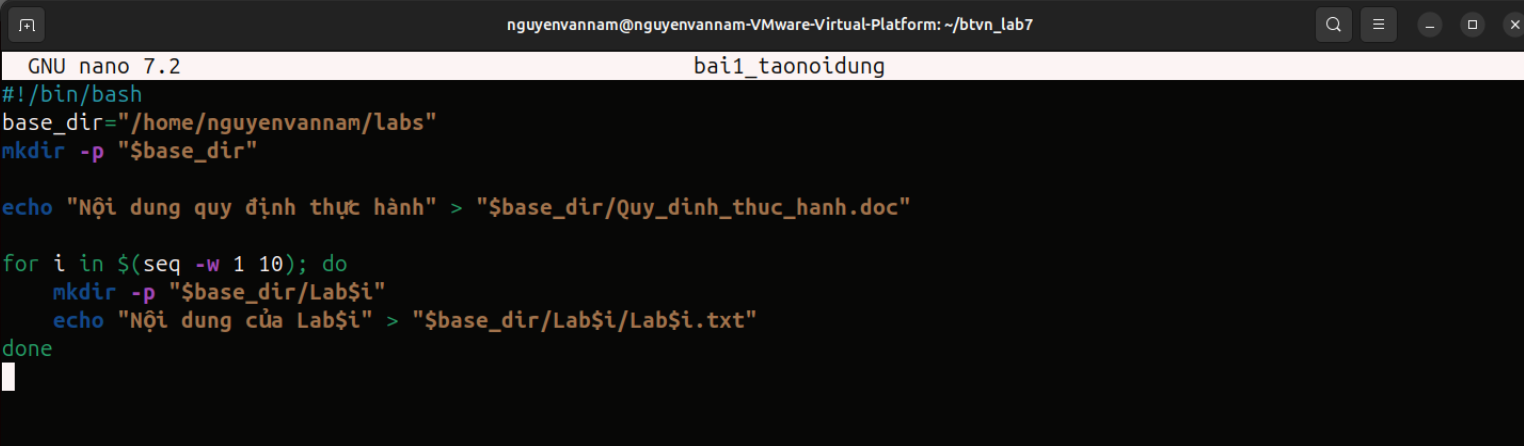 nguyenvannam@nguyenvannam-VMware-Virtual-Platform: ~/btvn_lab7
GNU nano 7.2 bai1_taonoidung
#!/bin/bash
base_dir="/home/nguyenvannam/labs"
mkdir -p "$base_dir"
echo "Nội dung quy định thực hành" > "$base_dir/Quy_dinh_thuc_hanh.doc"
for i in $(seq -w 1 10); do
    mkdir -p "$base_dir/Lab$i"
    echo "Nội dung của Lab$i" > "$base_dir/Lab$i/Lab$i.txt"
done